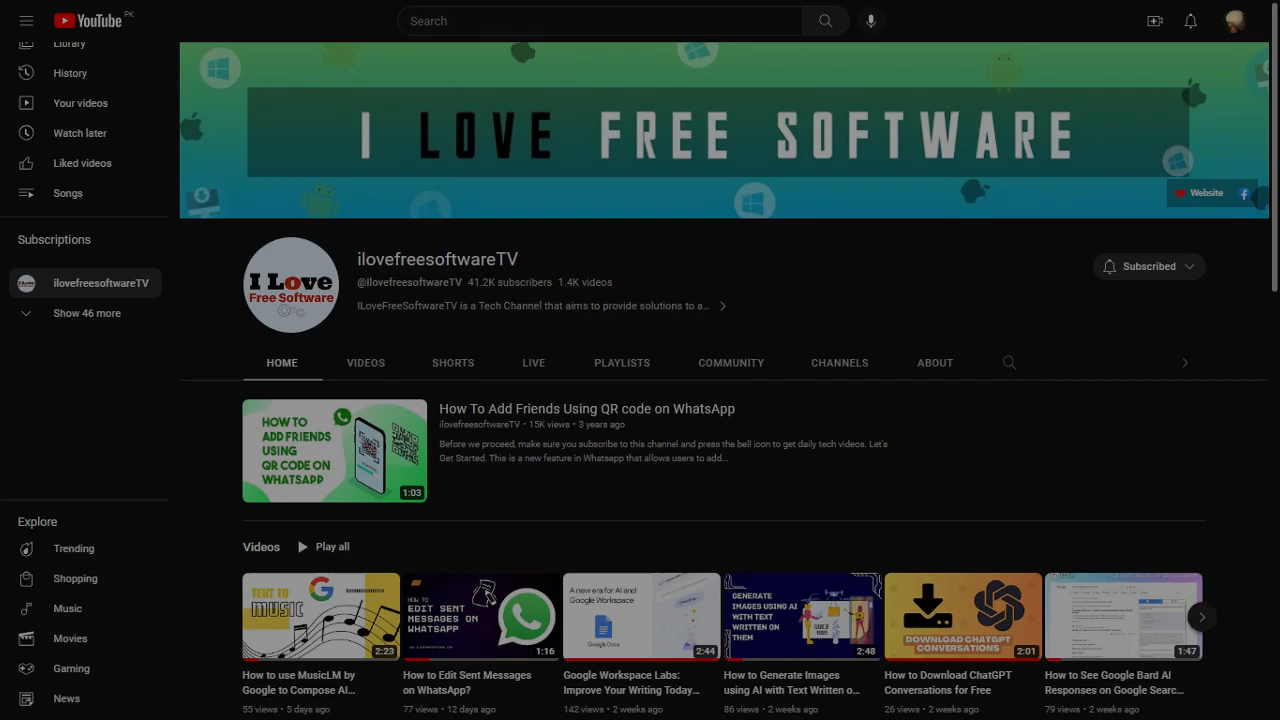 YouTube PK
Search
Library
History
Your videos
Watch later
Liked videos
Songs
Subscriptions
ilovefreesoftwareTV
Show 46 more
Explore
Trending
Shopping
Music
Movies
Gaming
News
I LOVE FREE SOFTWARE
Website
I Love
Free Software
ilovefreesoftwareTV
@IlovefreesoftwareTV 41.2K subscribers 1.4K videos
ILoveFreeSoftwareTV is a Tech Channel that aims to provide solutions to a...
Subscribed
HOME VIDEOS SHORTS LIVE PLAYLISTS COMMUNITY CHANNELS ABOUT
HOW TO
ADD FRIENDS
USING
QR CODE ON
WHATSAPP
1:03
How To Add Friends Using QR code on WhatsApp
ilovefreesoftwareTV • 15K views • 3 years ago
Before we proceed, make sure you subscribe to this channel and press the bell icon to get daily tech videos. Let's
Get Started. This is a new feature in Whatsapp that allows users to add...
Videos Play all
TEXT TO
MUSIC
2:23
How to use MusicLM by
Google to Compose AI...
55 views • 5 days ago
HOW TO
EDIT SENT
MESSAGES
ON WHATSAPP
1:16
How to Edit Sent Messages
on WhatsApp?
77 views • 12 days ago
A new era for AI and
Google Workspace
Google Docs
2:44
Google Workspace Labs:
Improve Your Writing Today...
142 views • 2 weeks ago
GENERATE
IMAGES USING AI
WITH TEXT
WRITTEN ON
THEM
2:48
How to Generate Images
using AI with Text Written o...
86 views • 2 weeks ago
DOWNLOAD CHATGPT
CONVERSATIONS
2:01
How to Download ChatGPT
Conversations for Free
26 views • 2 weeks ago
1:47
How to See Google Bard AI
Responses on Google Searc...
79 views • 2 weeks ago